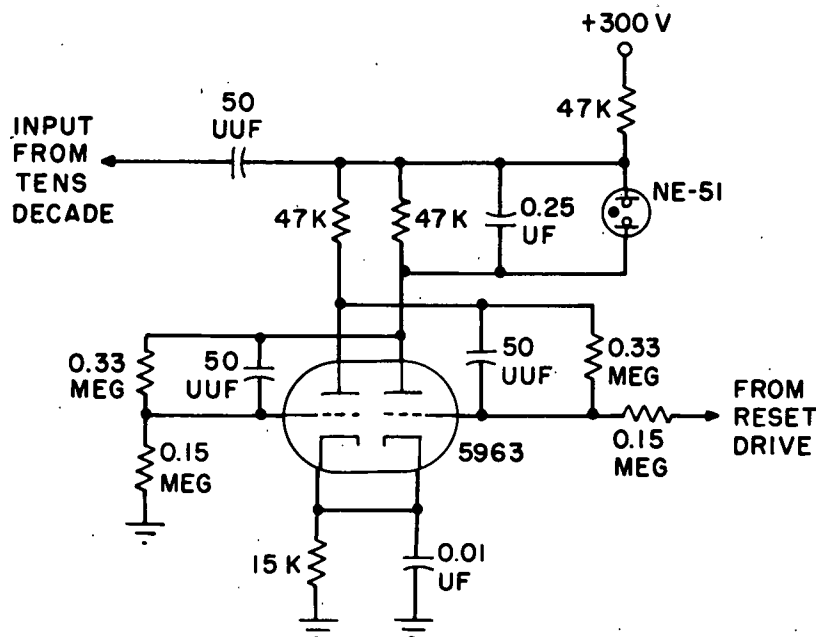 +300 V
47K
50
UUF
INPUT
FROM
TENS
DECADE
NE-51
47K
47K
0.25
UF
0.33
MEG
50
UUF
50
UUF
0.33
MEG
FROM
RESET
DRIVE
0.15
MEG
5963
0.15
MEG
15 K
0.01
UF